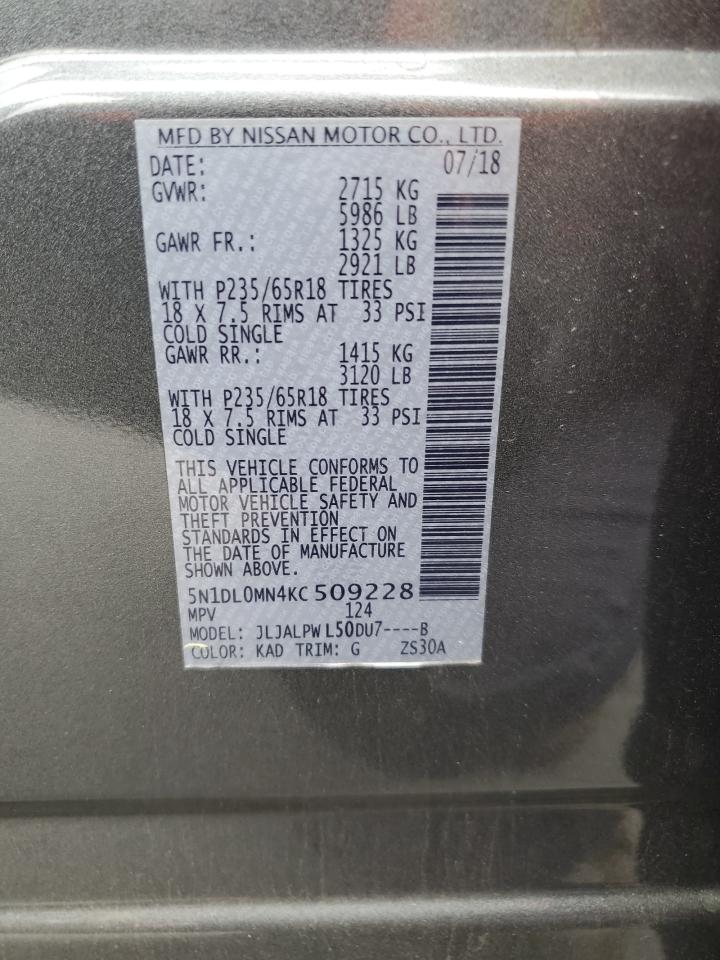 MFD BY NISSAN MOTOR CO., LTD.
DATE: 07/18
GVWR: 2715 KG
5986 LB
GAWR FR.: 1325 KG
2921 LB
WITH P235/65R18 TIRES
18 X 7.5 RIMS AT 33 PSI
COLD SINGLE
GAWR RR.: 1415 KG
3120 LB
WITH P235/65R18 TIRES
18 X 7.5 RIMS AT 33 PSI
COLD SINGLE
THIS VEHICLE CONFORMS TO
ALL APPLICABLE FEDERAL
MOTOR VEHICLE SAFETY AND
THEFT PREVENTION
STANDARDS IN EFFECT ON
THE DATE OF MANUFACTURE
SHOWN ABOVE.
5N1DL0MN4KC509228
MPV 124
MODEL: JLJALPWL50DU7----B
COLOR: KAD TRIM: G ZS30A